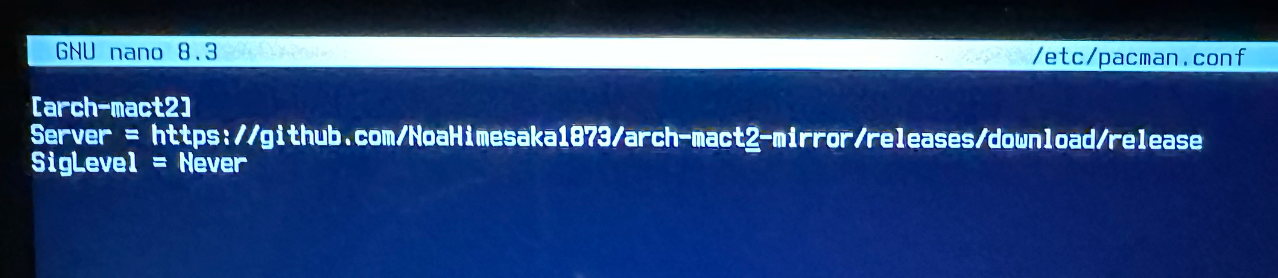 GNU nano 8.3 /etc/pacman.conf
[arch-mact2]
Server = https://github.com/NoaHimesaka1873/arch-mact2-mirror/releases/download/release
SigLevel = Never